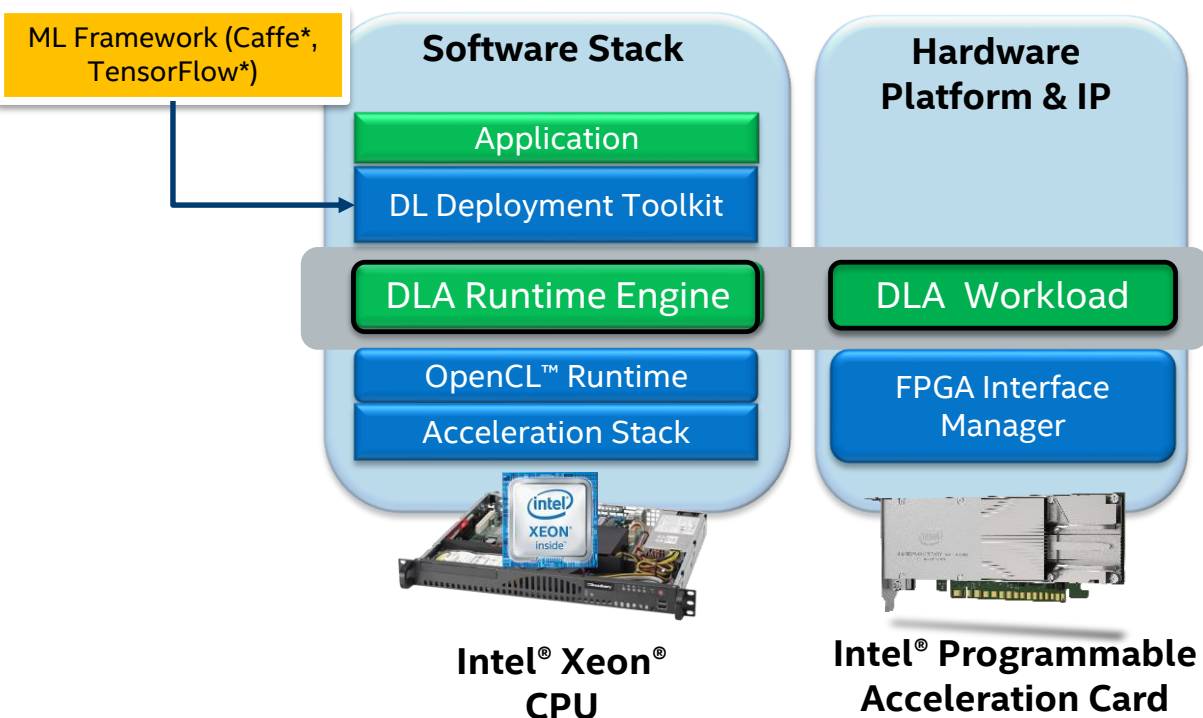 ML Framework (Caffe*,
TensorFlow*)
Software Stack
Application
DL Deployment Toolkit
DLA Runtime Engine
OpenCL™ Runtime
Acceleration Stack
Hardware
Platform & IP
DLA Workload
FPGA Interface
Manager
intel
XEON®
inside™
Intel® Xeon®
CPU
Intel® Programmable
Acceleration Card